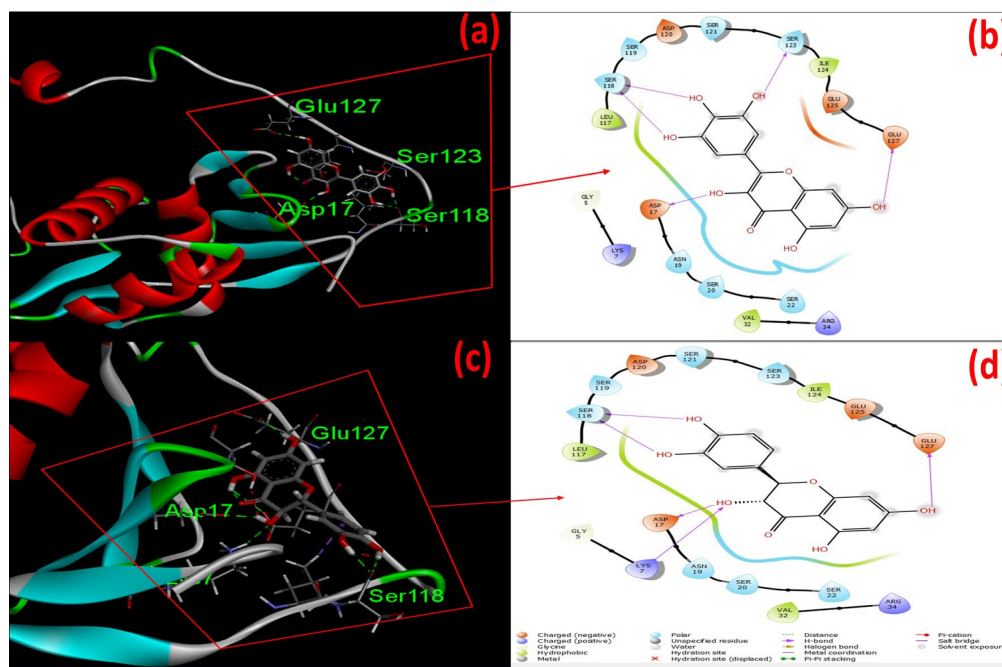 (a)
Glu127
Ser123
Asp17
Ser118
(b)
ASP
120
SER
121
SER
123
SER
119
ILE
124
SER
118
GLU
125
LEU
117
GLU
127
HO
OH
HO
HO
O
OH
O
HO
GLY
5
ASP
17
LYS
7
ASN
19
SER
20
SER
22
VAL
32
ARG
34
(c)
Glu127
Asp17
Ser118
(d)
ASP
120
SER
121
SER
123
SER
119
ILE
124
SER
118
GLU
125
LEU
117
GLU
127
HO
HO
O
HO
OH
O
OH
GLY
5
ASP
17
LYS
7
ASN
19
SER
20
SER
22
VAL
32
ARG
34
Charged (negative)
Charged (positive)
Glycine
Hydrophobic
Metal
Polar
Unspecified residue
Water
Hydration site
Hydration site (displaced)
Distance
H-bond
Halogen bond
Metal coordination
Pi-Pi stacking
Pi-cation
Salt bridge
Solvent exposure